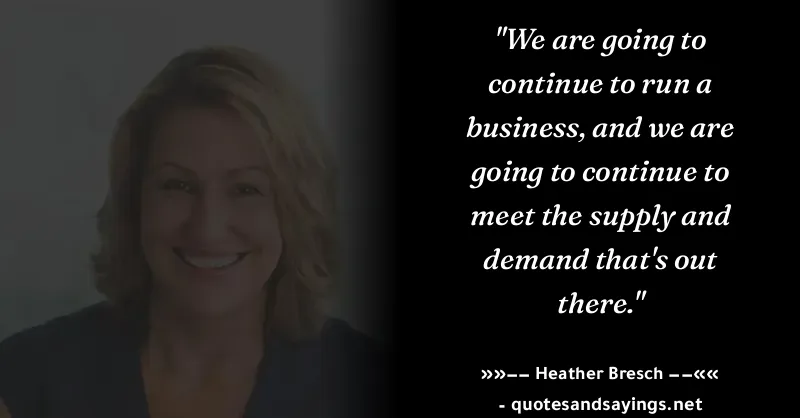 "We are going to
continue to run a
business, and we are
going to continue to
meet the supply and
demand that's out
there."
»»−− Heather Bresch −−««
- quotesandsayings.net